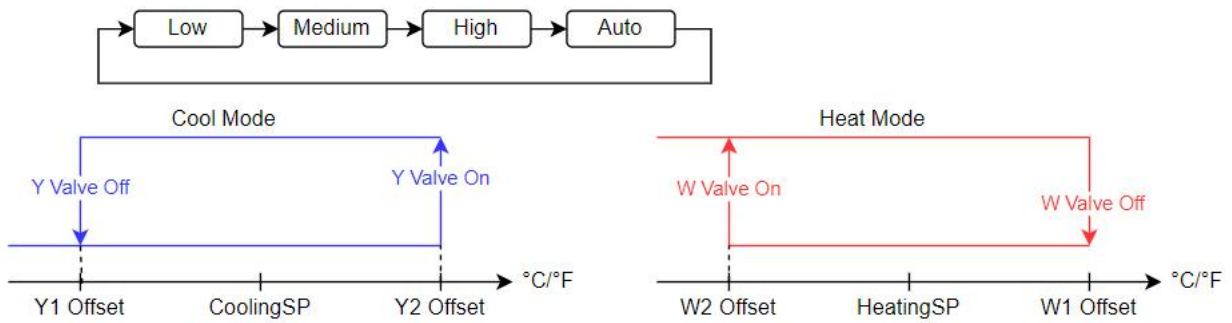 Low
Medium
High
Auto
Cool Mode
Heat Mode
Y Valve Off
Y Valve On
W Valve On
W Valve Off
°C/°F
°C/°F
Y1 Offset
CoolingSP
Y2 Offset
W2 Offset
HeatingSP
W1 Offset